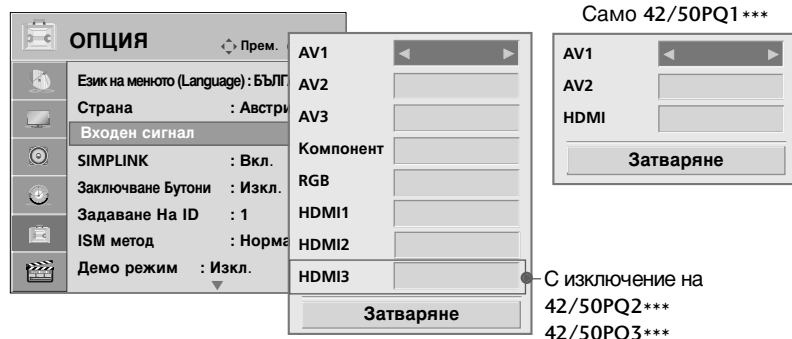 ОПЦИЯ
Прем.
Език на менюто (Language) : БЪЛГ
Страна : Австри
Входен сигнал
SIMPLINK : Вкл.
Заключване Бутони : Изкл.
Задаване На ID : 1
ISM метод : Норма
Демо режим : Изкл.
AV1
AV2
AV3
Компонент
RGB
HDMI1
HDMI2
HDMI3
Затваряне
Само 42/50PQ1***
AV1
AV2
HDMI
Затваряне
С изключение на
42/50PQ2***
42/50PQ3***